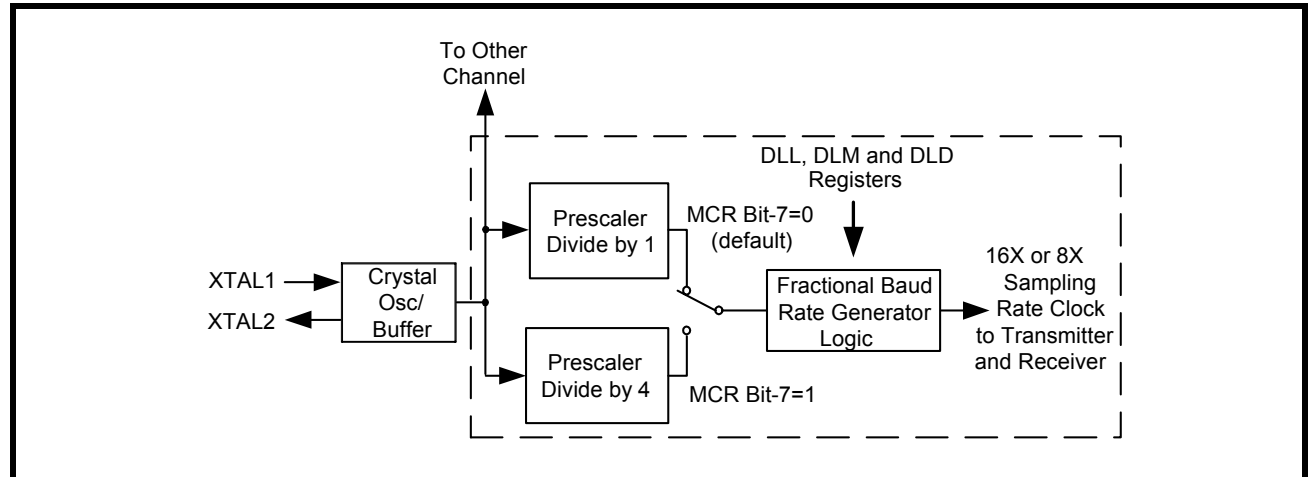 To Other
Channel
DLL, DLM and DLD
Registers
Prescaler
Divide by 1
MCR Bit-7=0
(default)
XTAL1
XTAL2
Crystal
Osc/
Buffer
Fractional Baud
Rate Generator
Logic
16X or 8X
Sampling
Rate Clock
to Transmitter
and Receiver
Prescaler
Divide by 4
MCR Bit-7=1